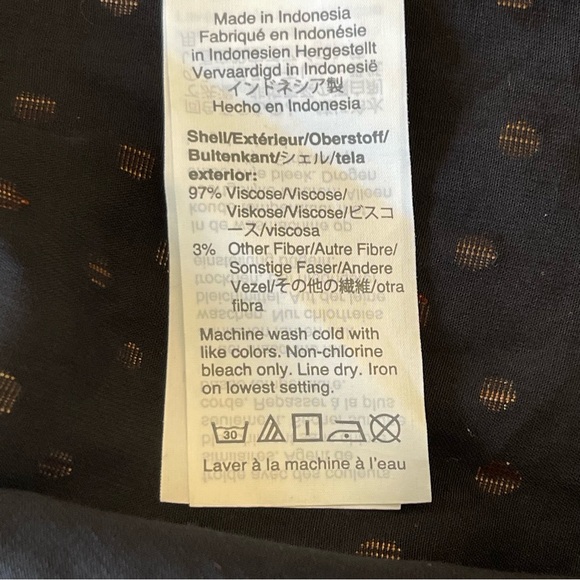 Made in Indonesia
Fabriqué en Indonésie
in Indonesien Hergestellt
Vervaardigd in Indonesië
インドネシア製
Hecho en Indonesia
Shell/Extérieur/Oberstoff/
Bultenkant/シェル/tela
exterior:
97% Viscose/Viscose/
Viskose/Viscose/ビスコ
ース/viscosa
3% Other Fiber/Autre Fibre/
Sonstige Faser/Andere
Vezel/その他の繊維/otra
fibra
Machine wash cold with
like colors. Non-chlorine
bleach only. Line dry. Iron
on lowest setting.
30
Laver à la machine à l'eau